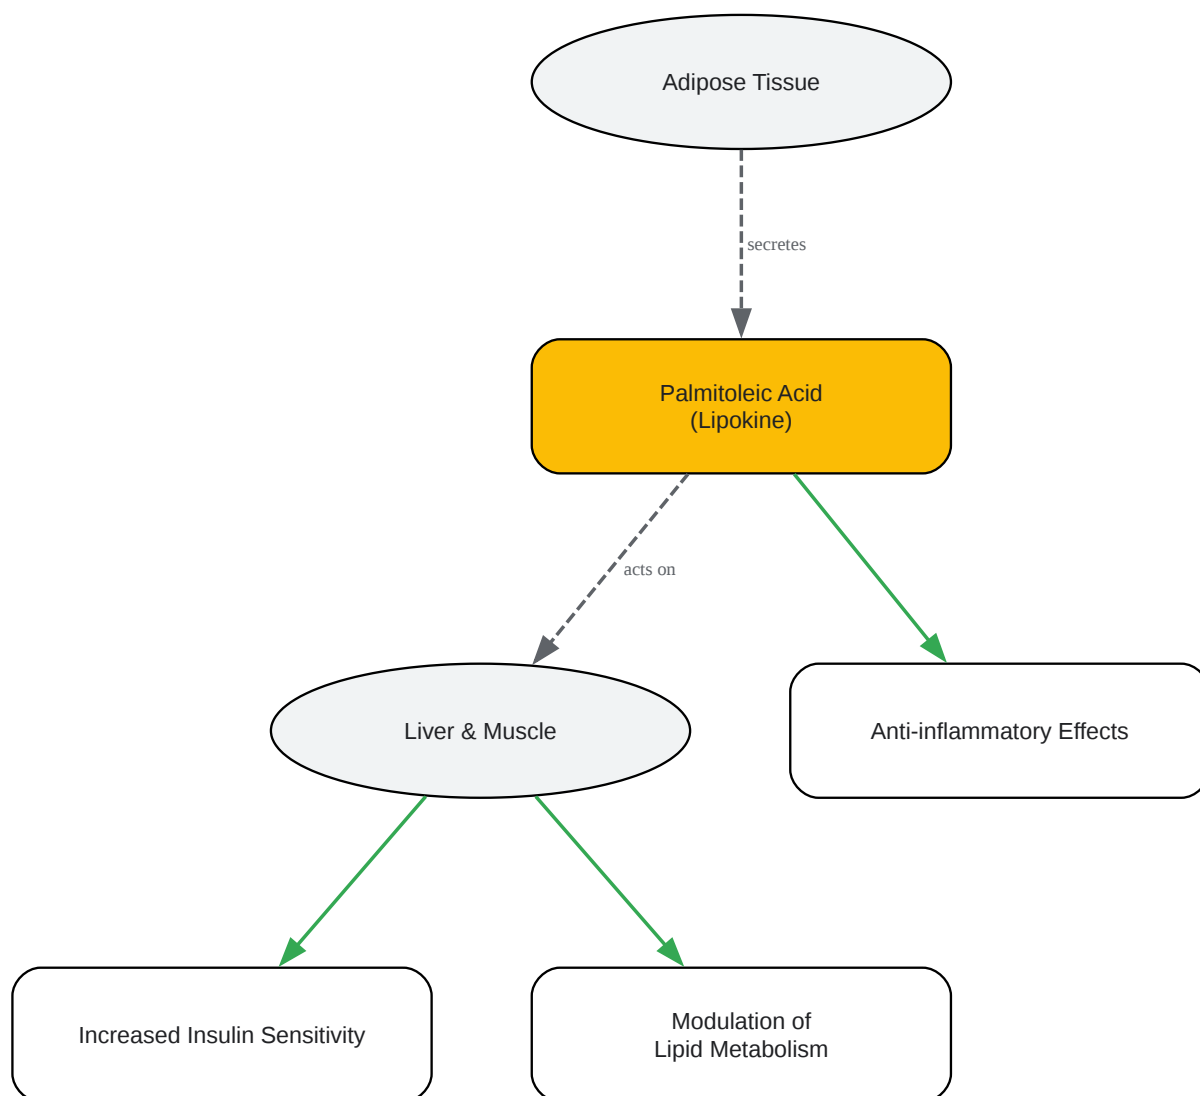 Adipose Tissue
secretes
Palmitoleic Acid
(Lipokine)
acts on
Liver & Muscle
Anti-inflammatory Effects
Increased Insulin Sensitivity
Modulation of
Lipid Metabolism